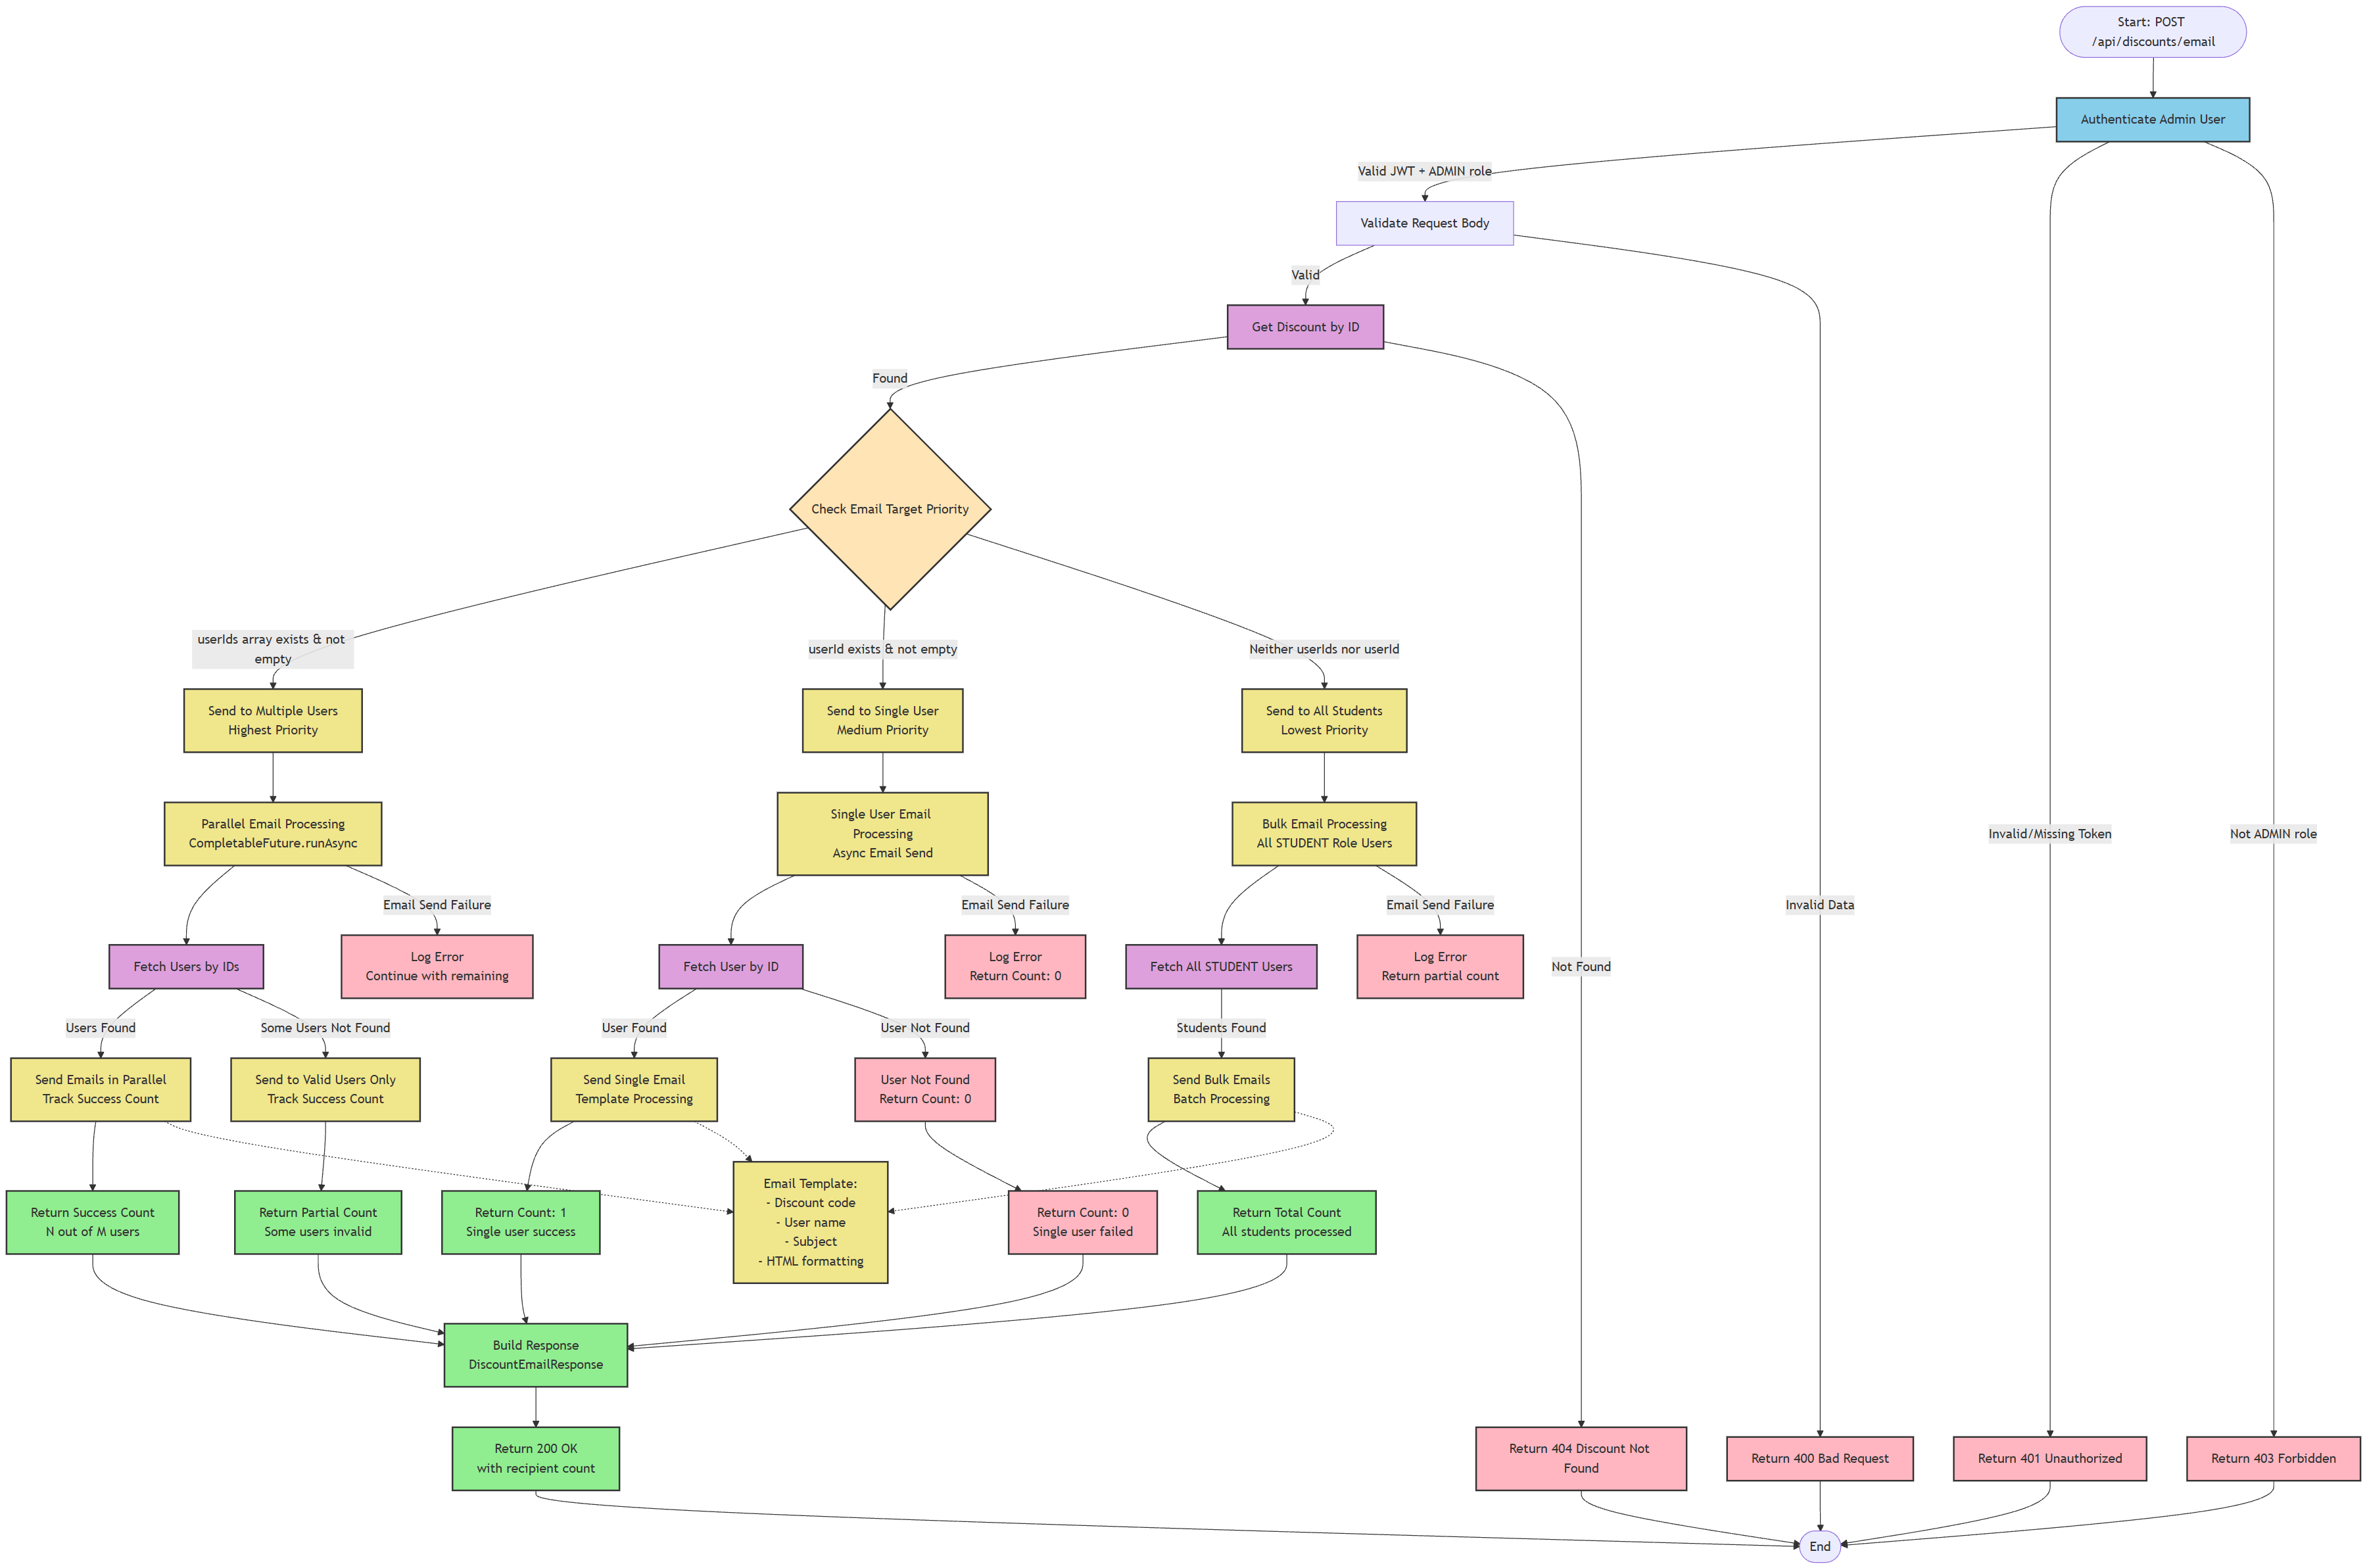 Start: POST
/api/discounts/email
Authenticate Admin User
Valid JWT + ADMIN role
Validate Request Body
Valid
Get Discount by ID
Found
Check Email Target Priority
userIds array exists & not
empty
userId exists & not empty
Neither userIds nor userId
Send to Multiple Users
Highest Priority
Send to Single User
Medium Priority
Send to All Students
Lowest Priority
Parallel Email Processing
CompletableFuture.runAsync
Single User Email
Processing
Async Email Send
Bulk Email Processing
All STUDENT Role Users
Invalid/Missing Token
Not ADMIN role
Email Send Failure
Email Send Failure
Email Send Failure
Invalid Data
Fetch Users by IDs
Log Error
Continue with remaining
Fetch User by ID
Log Error
Return Count: 0
Fetch All STUDENT Users
Log Error
Return partial count
Not Found
Users Found
Some Users Not Found
User Found
User Not Found
Students Found
Send Emails in Parallel
Track Success Count
Send to Valid Users Only
Track Success Count
Send Single Email
Template Processing
User Not Found
Return Count: 0
Send Bulk Emails
Batch Processing
Return Success Count
N out of M users
Return Partial Count
Some users invalid
Return Count: 1
Single user success
Email Template:
- Discount code
- User name
- Subject
- HTML formatting
Return Count: 0
Single user failed
Return Total Count
All students processed
Build Response
DiscountEmailResponse
Return 200 OK
with recipient count
Return 404 Discount Not
Found
Return 400 Bad Request
Return 401 Unauthorized
Return 403 Forbidden
End